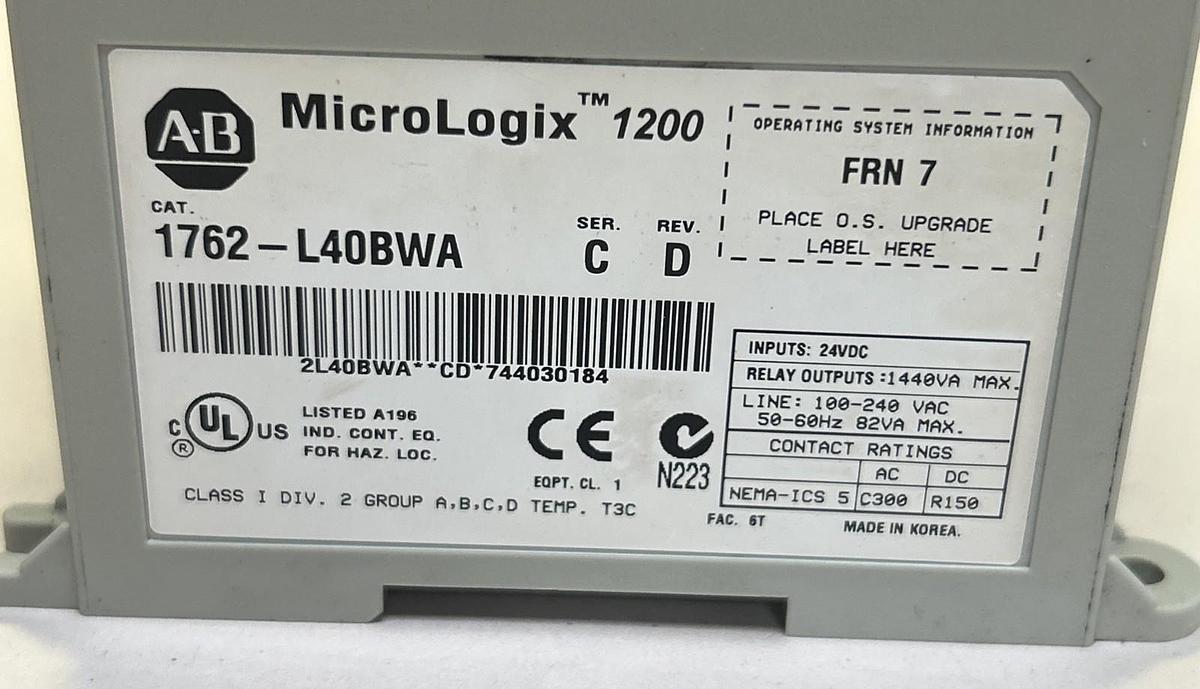 A·B
MicroLogix™ 1200
CAT.
1762-L40BWA
SER.
C
REV.
D
OPERATING SYSTEM INFORMATION
FRN 7
PLACE O.S. UPGRADE
LABEL HERE
2L40BWA**CD*744030184
C UL US
®
LISTED A196
IND. CONT. EQ.
FOR HAZ. LOC.
CE
EQPT. CL. 1
N223
CLASS I DIV. 2 GROUP A,B,C,D TEMP. T3C
INPUTS: 24VDC
RELAY OUTPUTS :1440VA MAX.
LINE: 100-240 VAC
50-60Hz 82VA MAX.
CONTACT RATINGS
AC DC
NEMA-ICS 5 C300 R150
FAC. 6T
MADE IN KOREA.